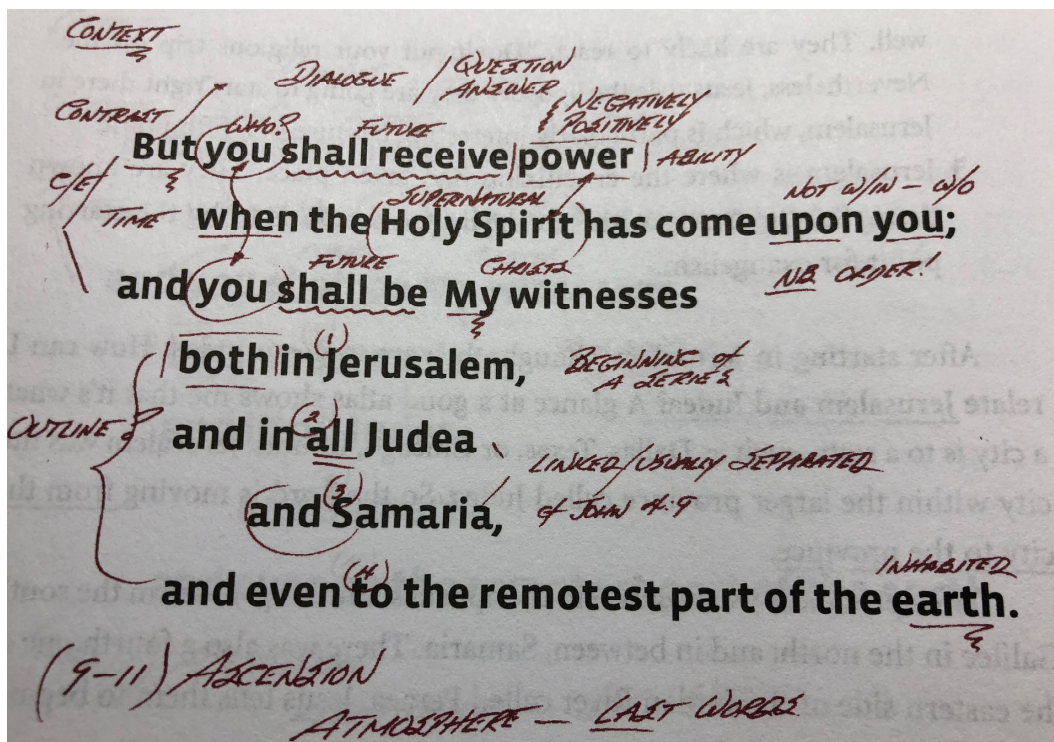 CONTEXT
DIALOGUE / QUESTION
ANSWER
CONTRAST WHO? FUTURE & NEGATIVELY
POSITIVELY
But you shall receive power ABILITY
TIME SUPERNATURAL NOT W/IN – W/O
when the Holy Spirit has come upon you;
FUTURE CHRIST'S N.B. ORDER!
and you shall be My witnesses
(1)
both in Jerusalem, BEGINNING of
A SERIES
(2)
OUTLINE and in all Judea
(3) LINKED/USUALLY SEPARATED
and Samaria, cf JOHN 4:9
(4) INHABITED
and even to the remotest part of the earth.
(9–11) ASCENSION
ATMOSPHERE – LAST WORDS